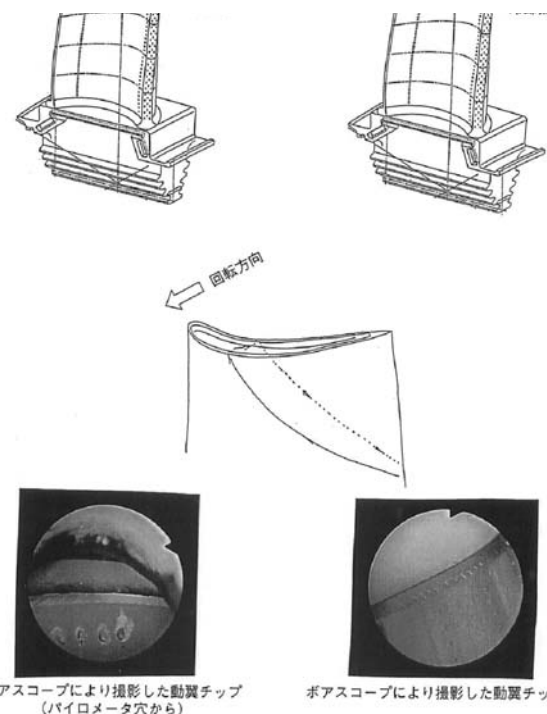 回転方向
アスコープにより撮影した動翼チップ
(パイロメータ穴から)
ボアスコープにより撮影した動翼チッ